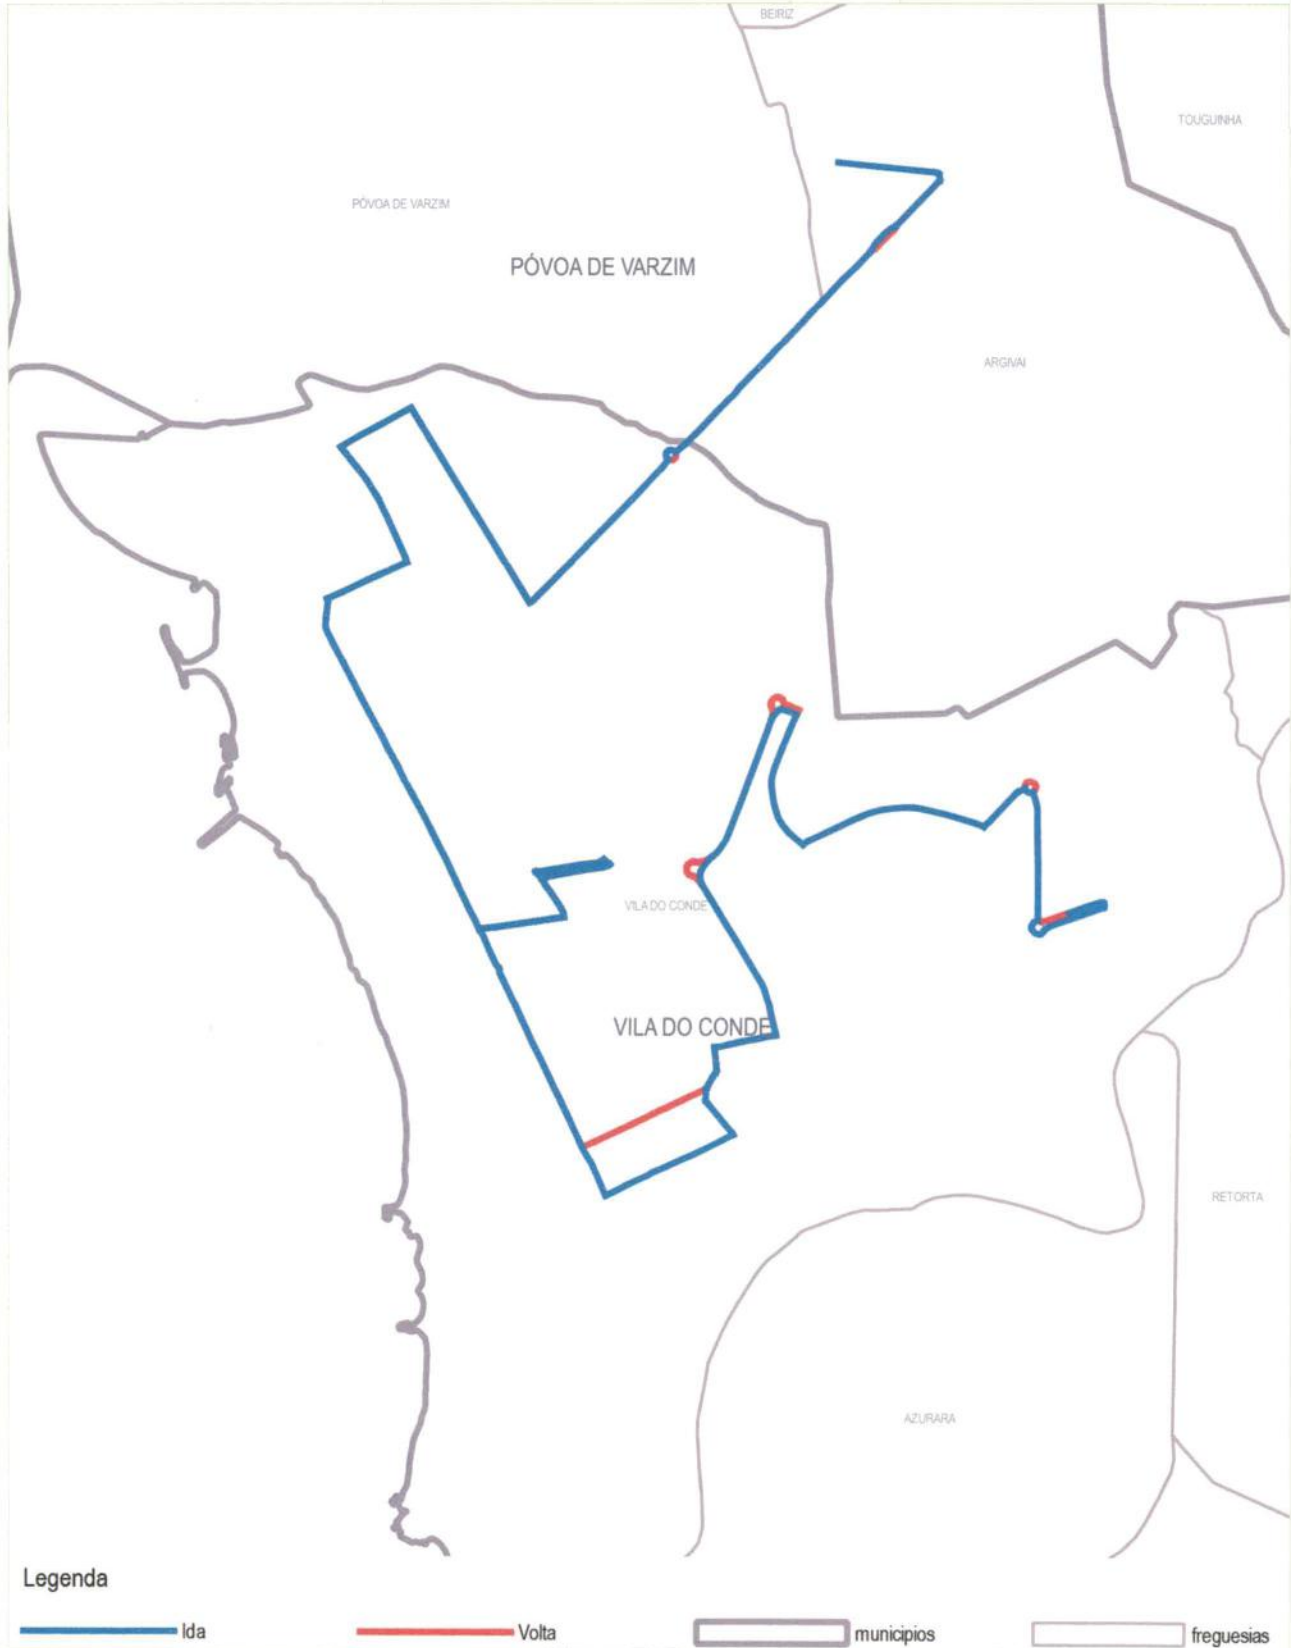 BEIRIZ
TOUGUINHA
PÓVOA DE VARZIM
PÓVOA DE VARZIM
ARGIVAI
VILA DO CONDE
VILA DO CONDE
RETORTA
AZURARA
Legenda
Ida
Volta
municipios
freguesias